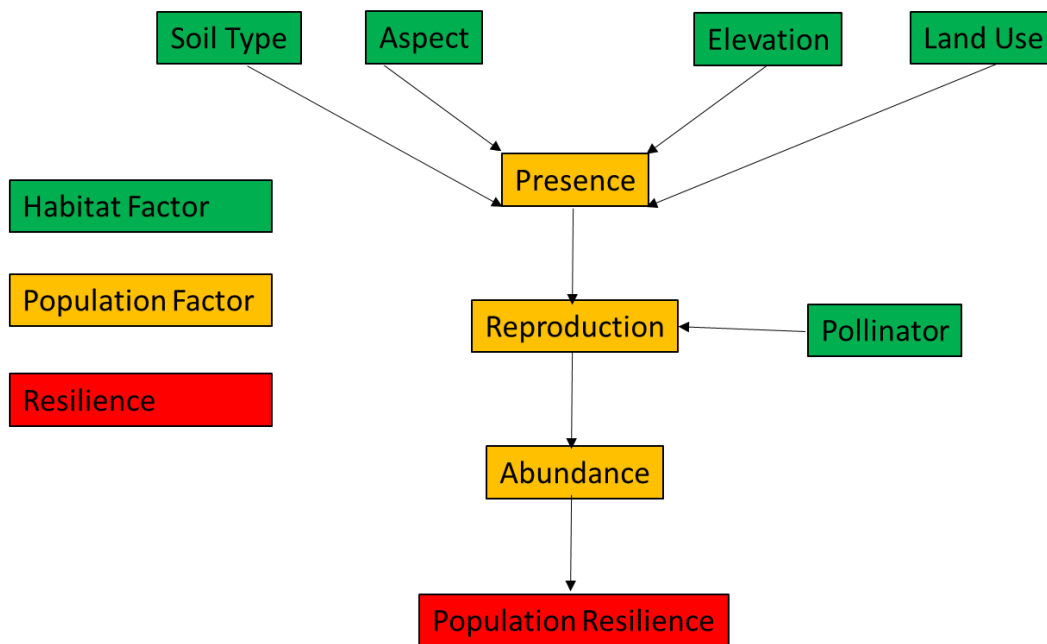 Soil Type
Aspect
Elevation
Land Use
Presence
Habitat Factor
Population Factor
Reproduction
Pollinator
Resilience
Abundance
Population Resilience